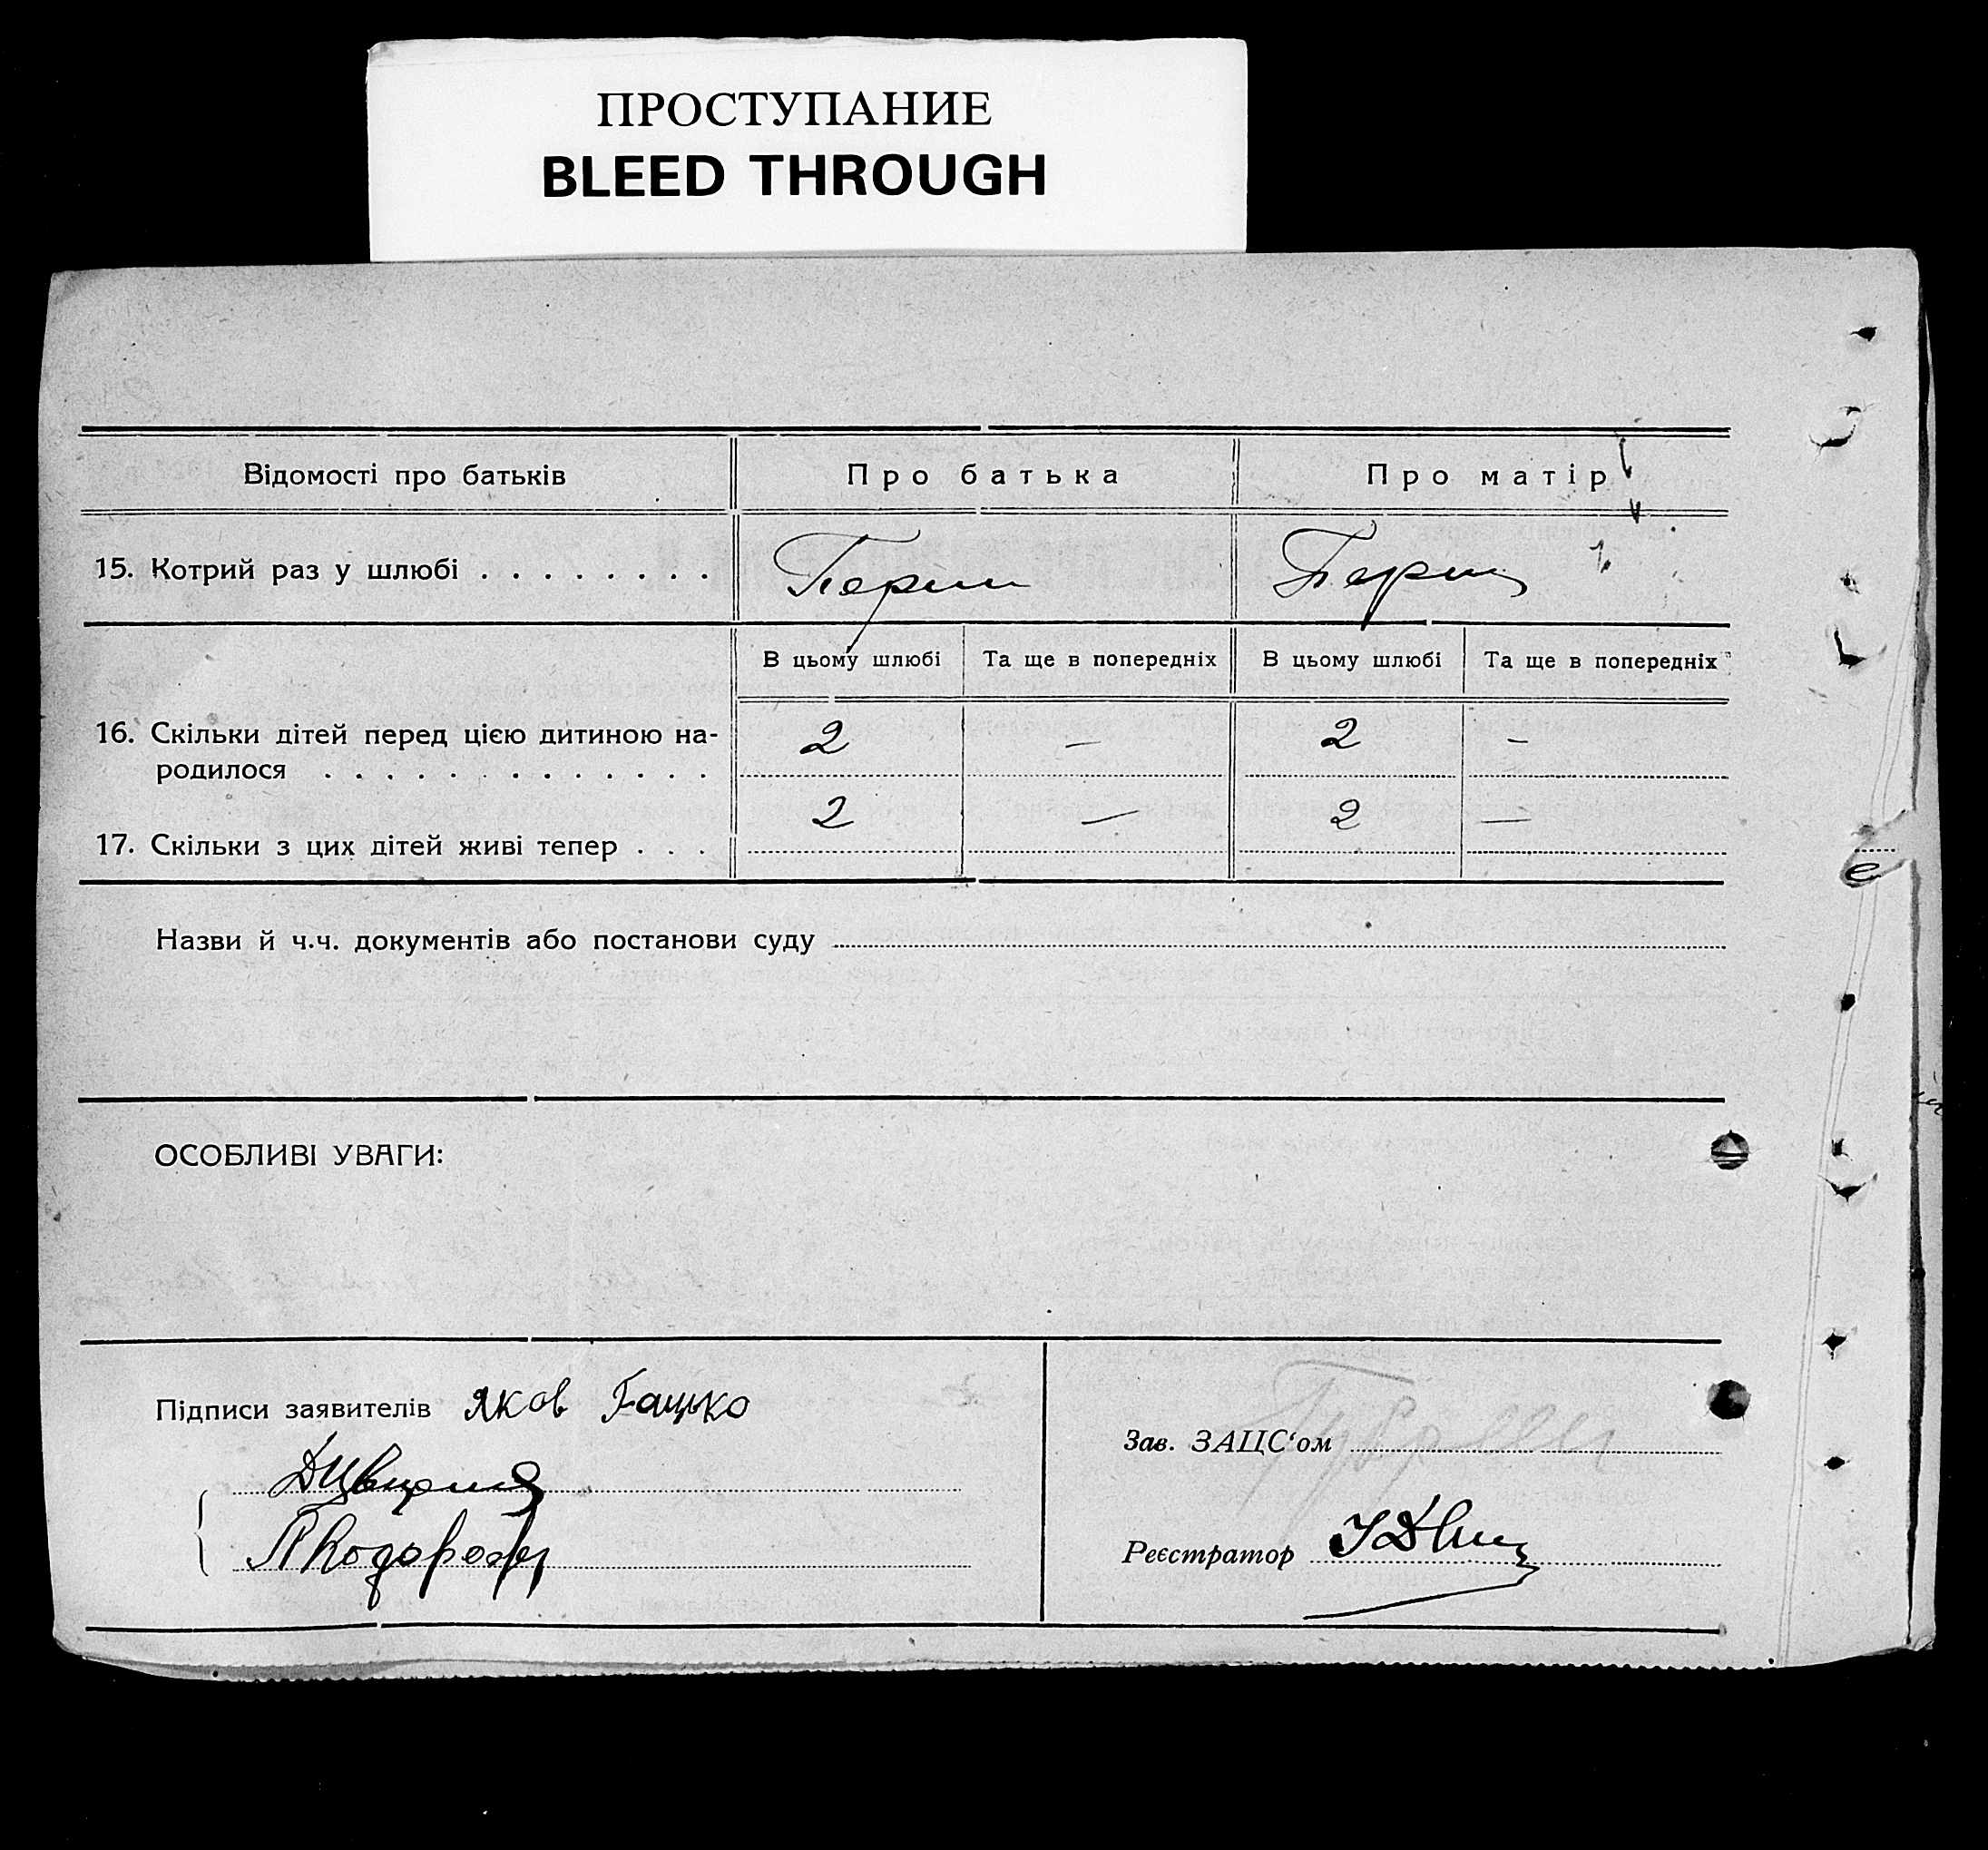 ПРОСТУПАНИЕ
BLEED THROUGH
Відомості про батьків Про батька Про матір
15. Котрий раз у шлюбі . . . . . . . . Перш Перш
В цьому шлюбі Та ще в попередніх В цьому шлюбі Та ще в попередніх
16. Скільки дітей перед цією дитиною на- 2 — 2 —
родилося . . . . . . . . . . . . .
17. Скільки з цих дітей живі тепер . . . 2 — 2 —
Назви й ч.ч. документів або постанови суду
ОСОБЛИВІ УВАГИ:
Підписи заявителів Яков
Зав. ЗАЦС‘ом
Реєстратор